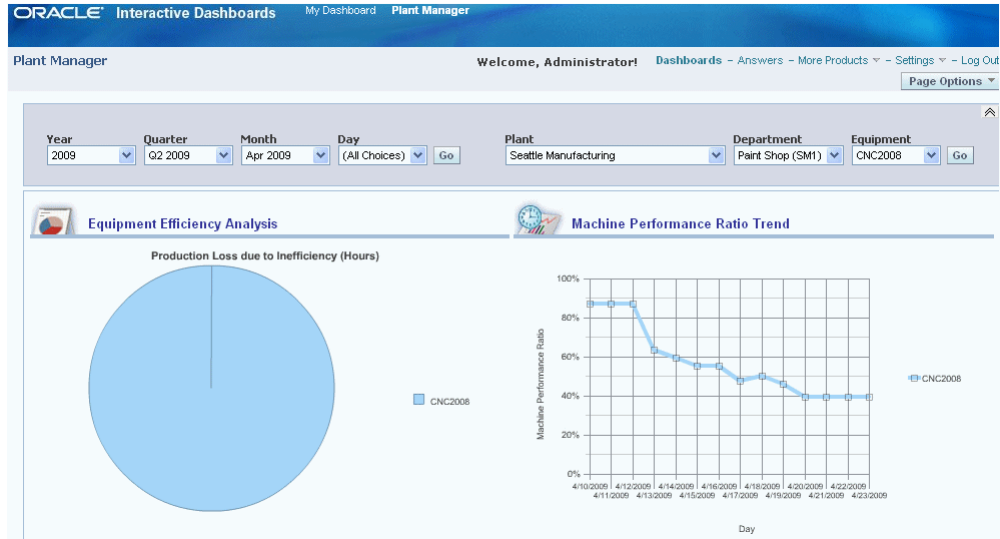 ORACLE Interactive Dashboards My Dashboard Plant Manager
Plant Manager Welcome, Administrator! Dashboards - Answers - More Products - Settings - Log Out
Page Options
Year Quarter Month Day Plant Department Equipment
2009 Q2 2009 Apr 2009 (All Choices) Go Seattle Manufacturing Paint Shop (SM1) CNC2008 Go
Equipment Efficiency Analysis
Production Loss due to Inefficiency (Hours)
CNC2008
Machine Performance Ratio Trend
100%
80%
60%
40%
20%
0%
Machine Performance Ratio
4/10/2009 4/12/2009 4/14/2009 4/16/2009 4/18/2009 4/20/2009 4/22/2009
4/11/2009 4/13/2009 4/15/2009 4/17/2009 4/19/2009 4/21/2009 4/23/2009
Day
CNC2008